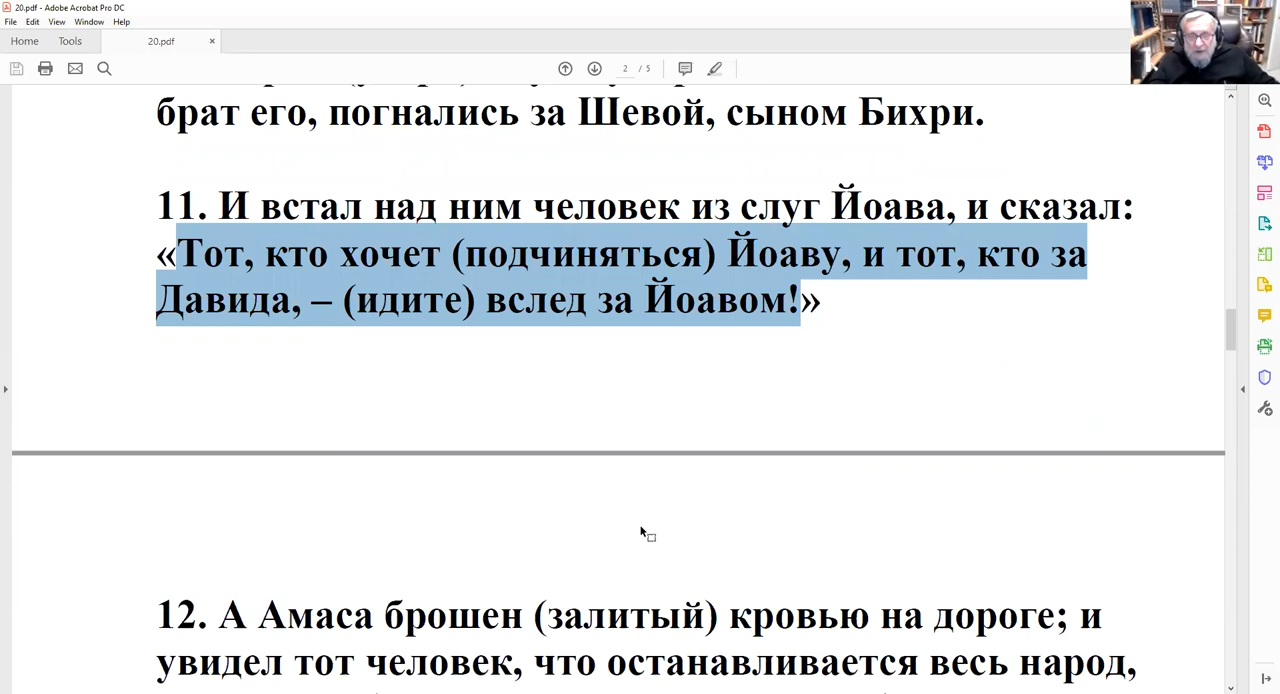 20.pdf - Adobe Acrobat Pro DC
File Edit View Window Help
Home Tools 20.pdf ×
2 / 5
брат его, погнались за Шевой, сыном Бихри.
11. И встал над ним человек из слуг Йоава, и сказал:
«Тот, кто хочет (подчиняться) Йоаву, и тот, кто за
Давида, – (идите) вслед за Йоавом!»
12. А Амаса брошен (залитый) кровью на дороге; и
увидел тот человек, что останавливается весь народ,